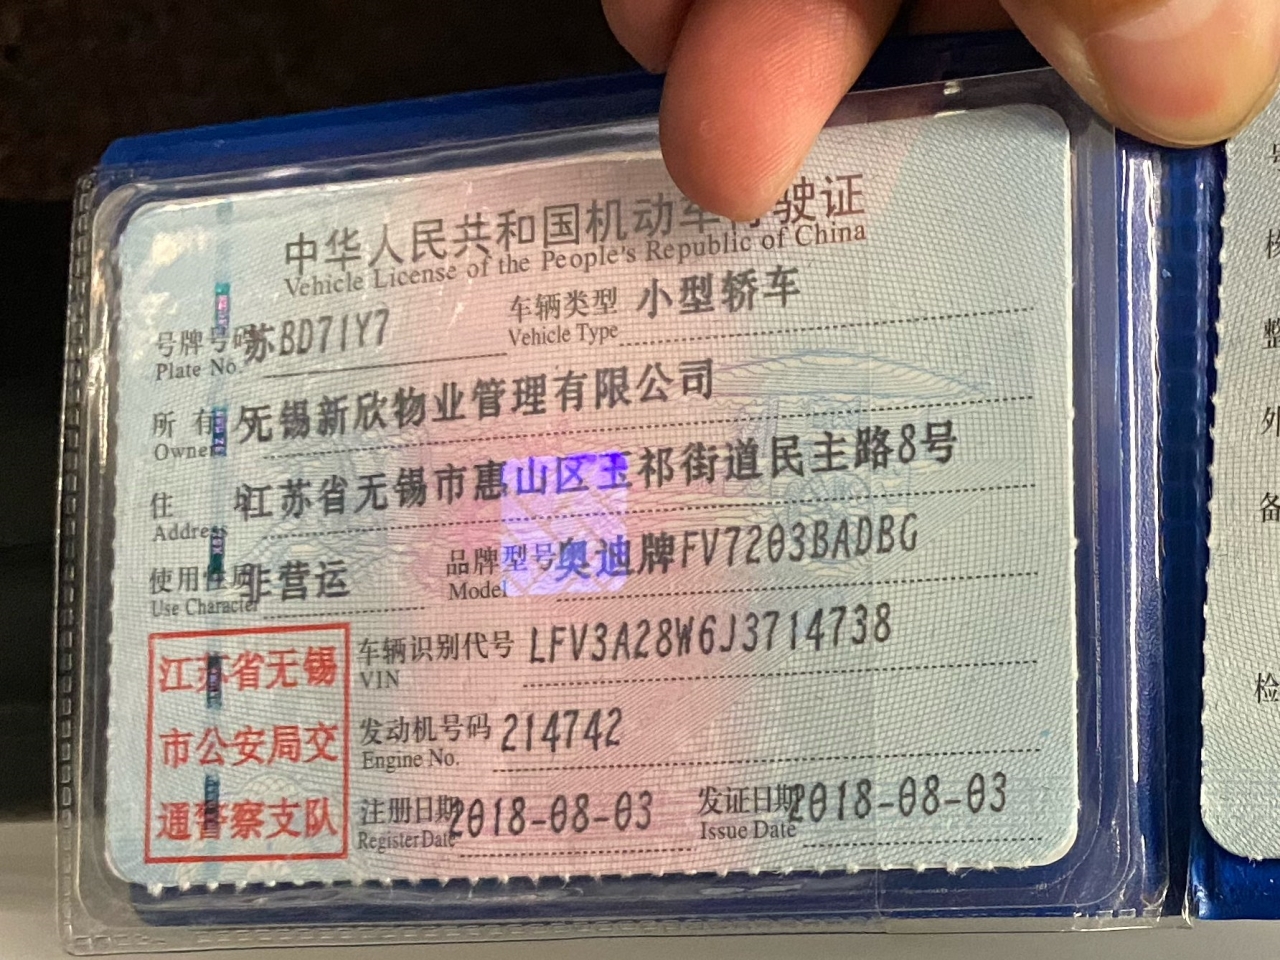 中华人民共和国机动车行驶证
Vehicle License of the People's Republic of China
号牌号码 苏BD71Y7 车辆类型 小型轿车
Plate No. Vehicle Type
所有人 无锡新欣物业管理有限公司
Owner
住址 江苏省无锡市惠山区玉祁街道民主路8号
Address
使用性质 非营运 品牌型号 奥迪牌FV7203BADBG
Use Character Model
江苏省无锡
市公安局交
通警察支队
车辆识别代号 LFV3A28W6J3714738
VIN
发动机号码 214742
Engine No.
注册日期 2018-08-03 发证日期 2018-08-03
Register Date Issue Date
号
核
整
外
备
检